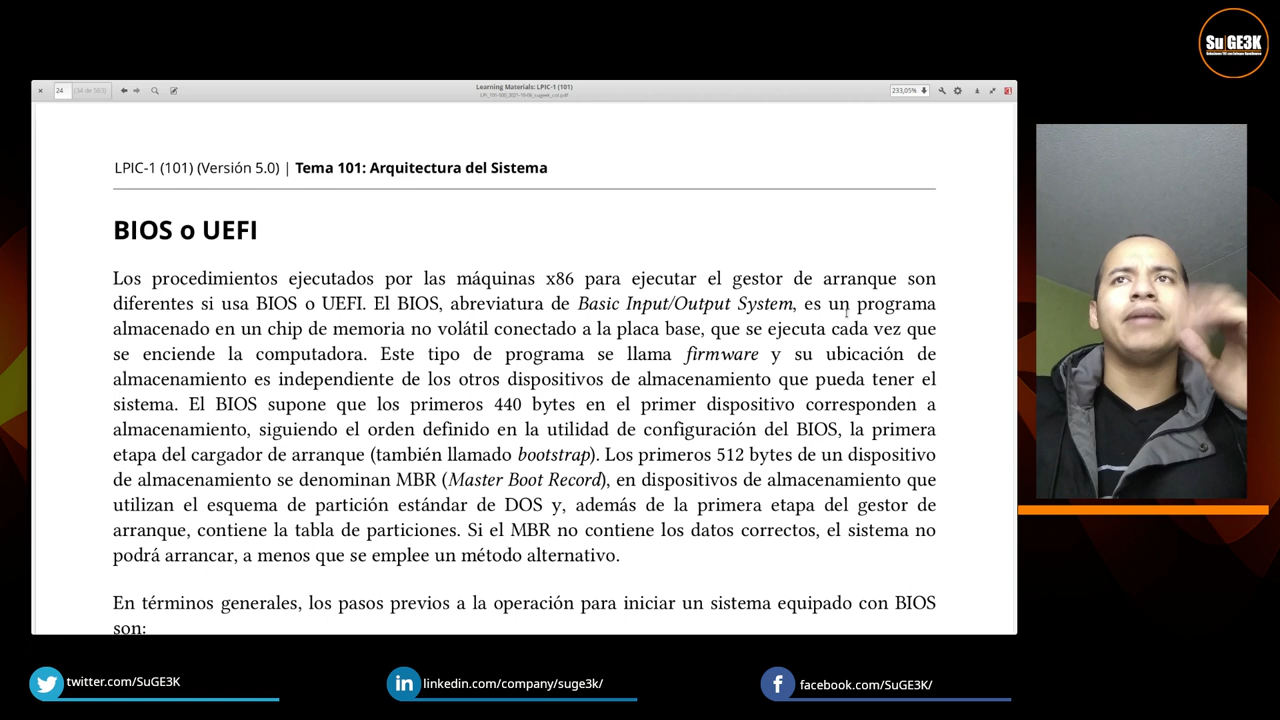 Su GE3K
24 (34 de 563)
Learning Materials: LPIC-1 (101)
233,05%
LPIC-1 (101) (Versión 5.0) | Tema 101: Arquitectura del Sistema
BIOS o UEFI
Los procedimientos ejecutados por las máquinas x86 para ejecutar el gestor de arranque son
diferentes si usa BIOS o UEFI. El BIOS, abreviatura de Basic Input/Output System, es un programa
almacenado en un chip de memoria no volátil conectado a la placa base, que se ejecuta cada vez que
se enciende la computadora. Este tipo de programa se llama firmware y su ubicación de
almacenamiento es independiente de los otros dispositivos de almacenamiento que pueda tener el
sistema. El BIOS supone que los primeros 440 bytes en el primer dispositivo corresponden a
almacenamiento, siguiendo el orden definido en la utilidad de configuración del BIOS, la primera
etapa del cargador de arranque (también llamado bootstrap). Los primeros 512 bytes de un dispositivo
de almacenamiento se denominan MBR (Master Boot Record), en dispositivos de almacenamiento que
utilizan el esquema de partición estándar de DOS y, además de la primera etapa del gestor de
arranque, contiene la tabla de particiones. Si el MBR no contiene los datos correctos, el sistema no
podrá arrancar, a menos que se emplee un método alternativo.
En términos generales, los pasos previos a la operación para iniciar un sistema equipado con BIOS
son:
twitter.com/SuGE3K
linkedin.com/company/suge3k/
facebook.com/SuGE3K/